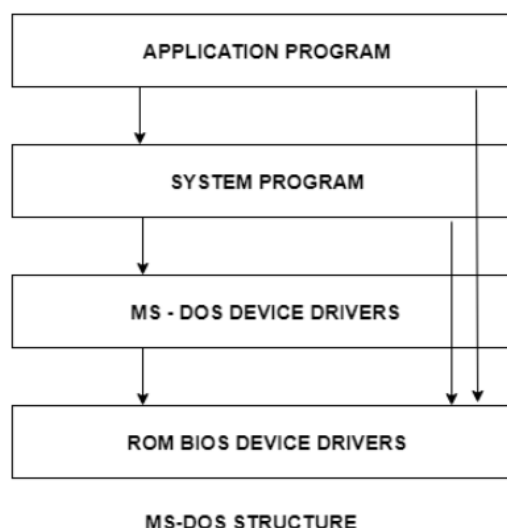 APPLICATION PROGRAM
SYSTEM PROGRAM
MS - DOS DEVICE DRIVERS
ROM BIOS DEVICE DRIVERS
MS-DOS STRUCTURE